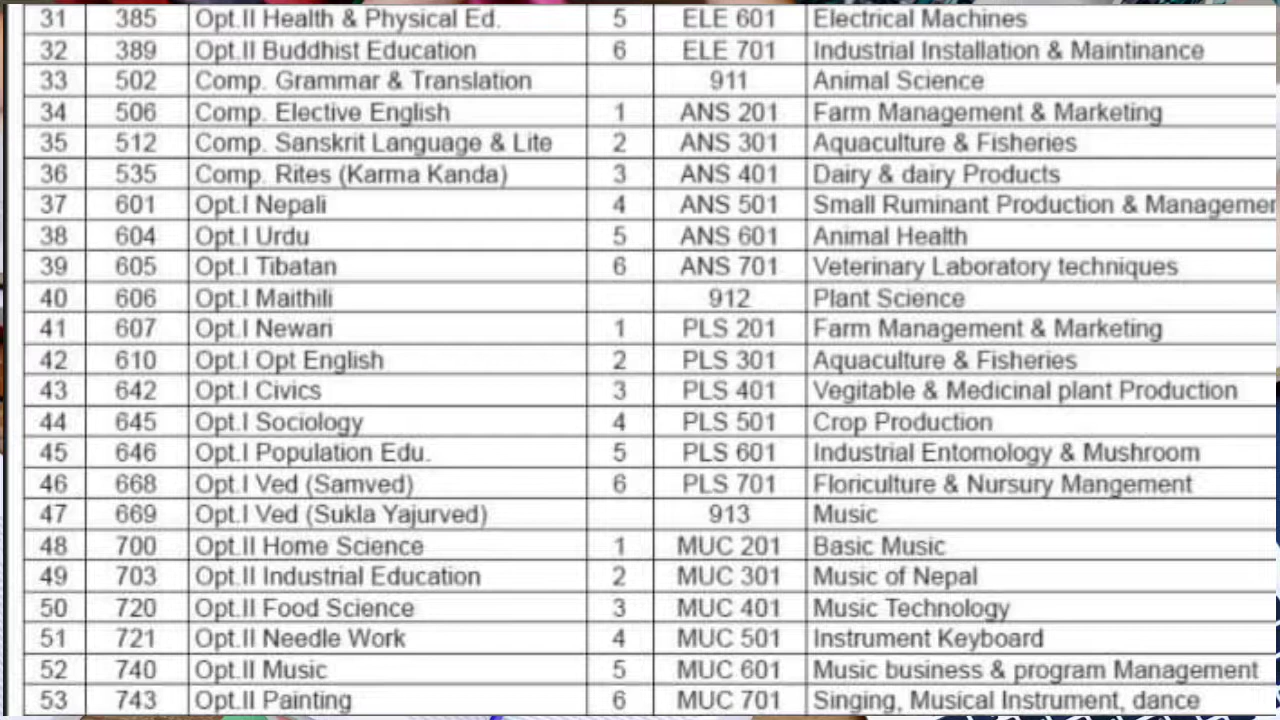 31 385 Opt.II Health & Physical Ed. 5 ELE 601 Electrical Machines
32 389 Opt.II Buddhist Education 6 ELE 701 Industrial Installation & Maintinance
33 502 Comp. Grammar & Translation 911 Animal Science
34 506 Comp. Elective English 1 ANS 201 Farm Management & Marketing
35 512 Comp. Sanskrit Language & Lite 2 ANS 301 Aquaculture & Fisheries
36 535 Comp. Rites (Karma Kanda) 3 ANS 401 Dairy & dairy Products
37 601 Opt.I Nepali 4 ANS 501 Small Ruminant Production & Managemen
38 604 Opt.I Urdu 5 ANS 601 Animal Health
39 605 Opt.I Tibatan 6 ANS 701 Veterinary Laboratory techniques
40 606 Opt.I Maithili 912 Plant Science
41 607 Opt.I Newari 1 PLS 201 Farm Management & Marketing
42 610 Opt.I Opt English 2 PLS 301 Aquaculture & Fisheries
43 642 Opt.I Civics 3 PLS 401 Vegitable & Medicinal plant Production
44 645 Opt.I Sociology 4 PLS 501 Crop Production
45 646 Opt.I Population Edu. 5 PLS 601 Industrial Entomology & Mushroom
46 668 Opt.I Ved (Samved) 6 PLS 701 Floriculture & Nursury Mangement
47 669 Opt.I Ved (Sukla Yajurved) 913 Music
48 700 Opt.II Home Science 1 MUC 201 Basic Music
49 703 Opt.II Industrial Education 2 MUC 301 Music of Nepal
50 720 Opt.II Food Science 3 MUC 401 Music Technology
51 721 Opt.II Needle Work 4 MUC 501 Instrument Keyboard
52 740 Opt.II Music 5 MUC 601 Music business & program Management
53 743 Opt.II Painting 6 MUC 701 Singing, Musical Instrument, dance